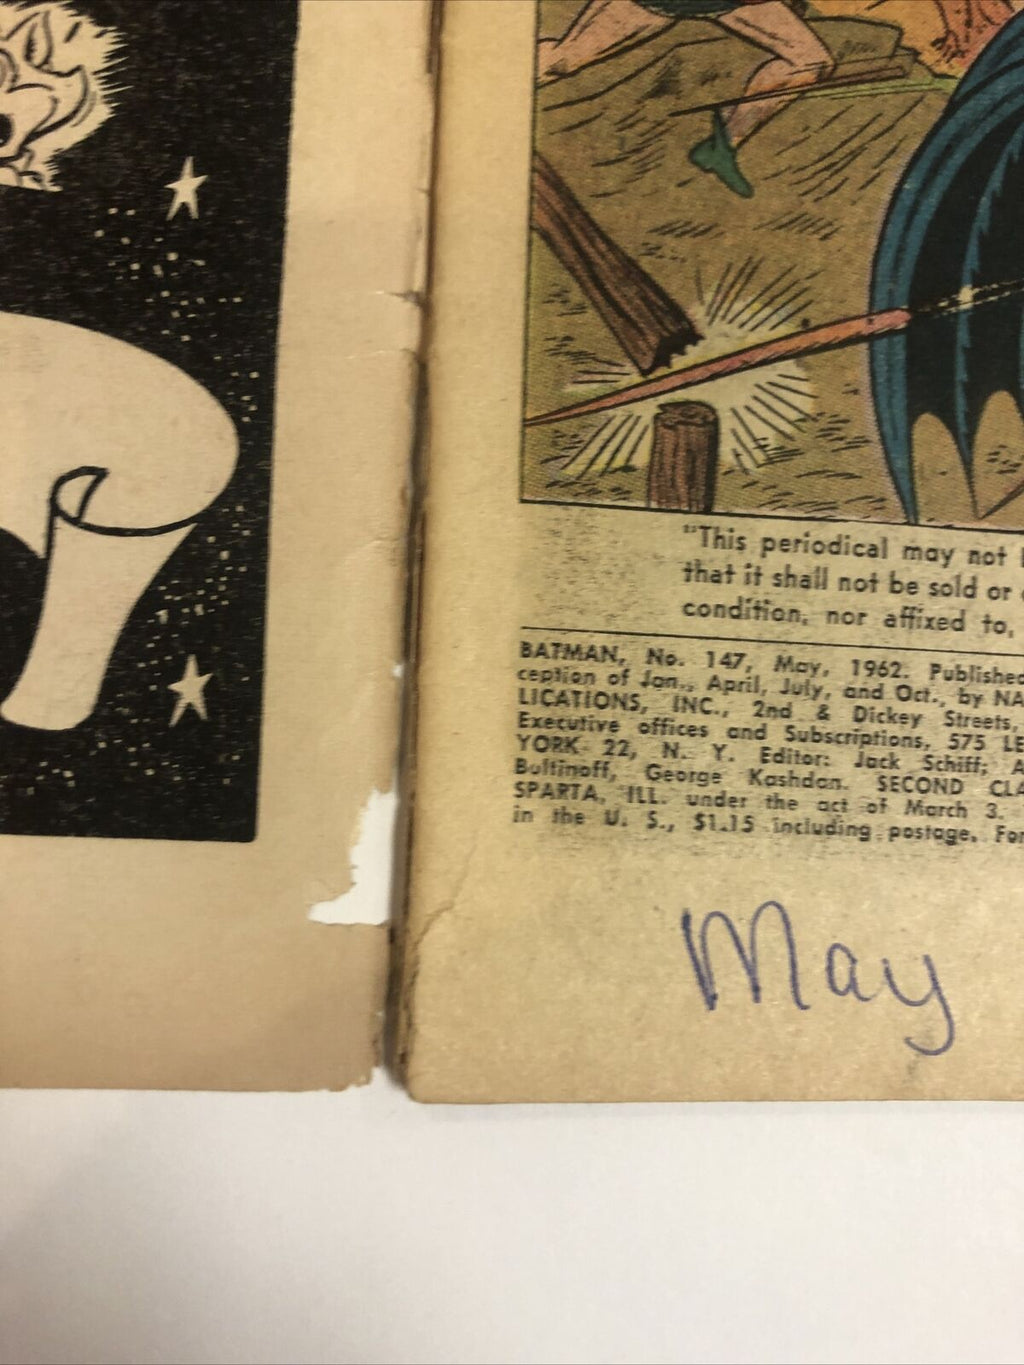 "This periodical may not
that it shall not be sold or
condition, nor affixed to,
BATMAN, No. 147, May, 1962. Published
ception of Jan., April, July, and Oct., by NA
LICATIONS, INC., 2nd & Dickey Streets,
Executive offices and Subscriptions, 575 LE
YORK 22, N. Y. Editor: Jack Schiff; A
Boltinoff, George Kashdan. SECOND CLA
SPARTA, ILL. under the act of March 3.
in the U. S., $1.15 including postage. For
May